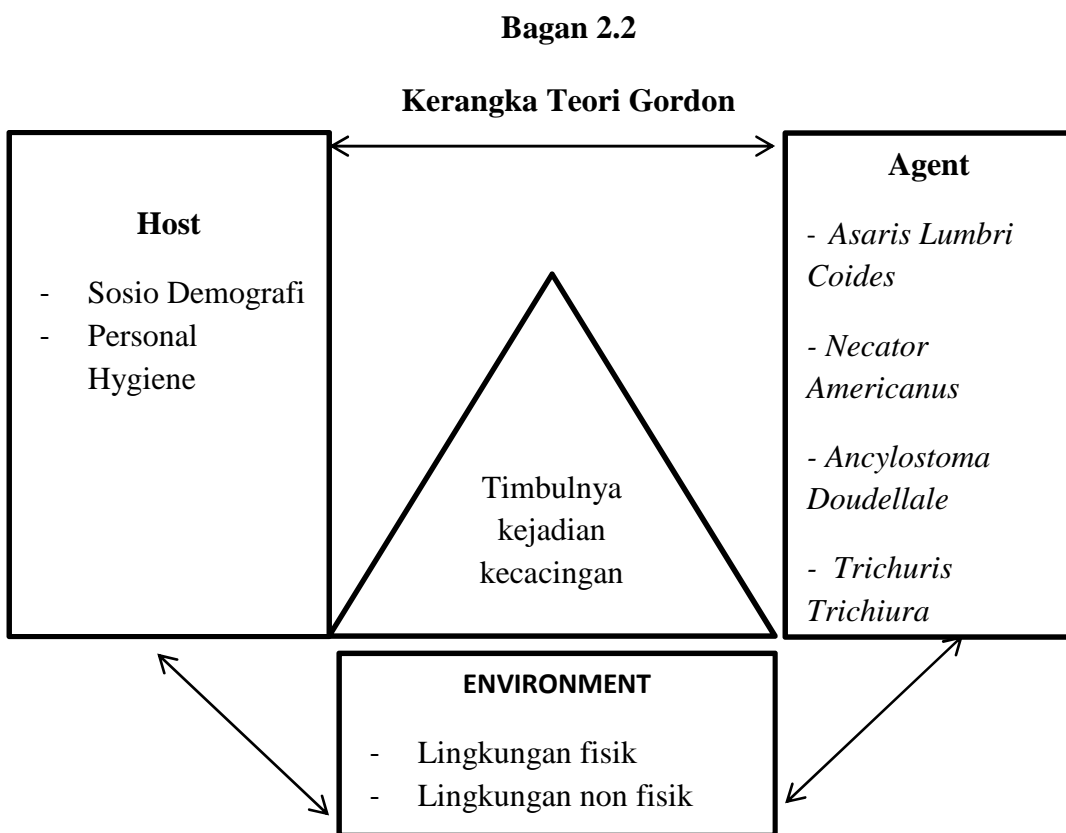 Bagan 2.2
Kerangka Teori Gordon
Host
- Sosio Demografi
- Personal
Hygiene
Agent
- Asaris Lumbri
Coides
- Necator
Americanus
- Ancylostoma
Doudellale
- Trichuris
Trichiura
Timbulnya
kejadian
kecacingan
ENVIRONMENT
- Lingkungan fisik
- Lingkungan non fisik